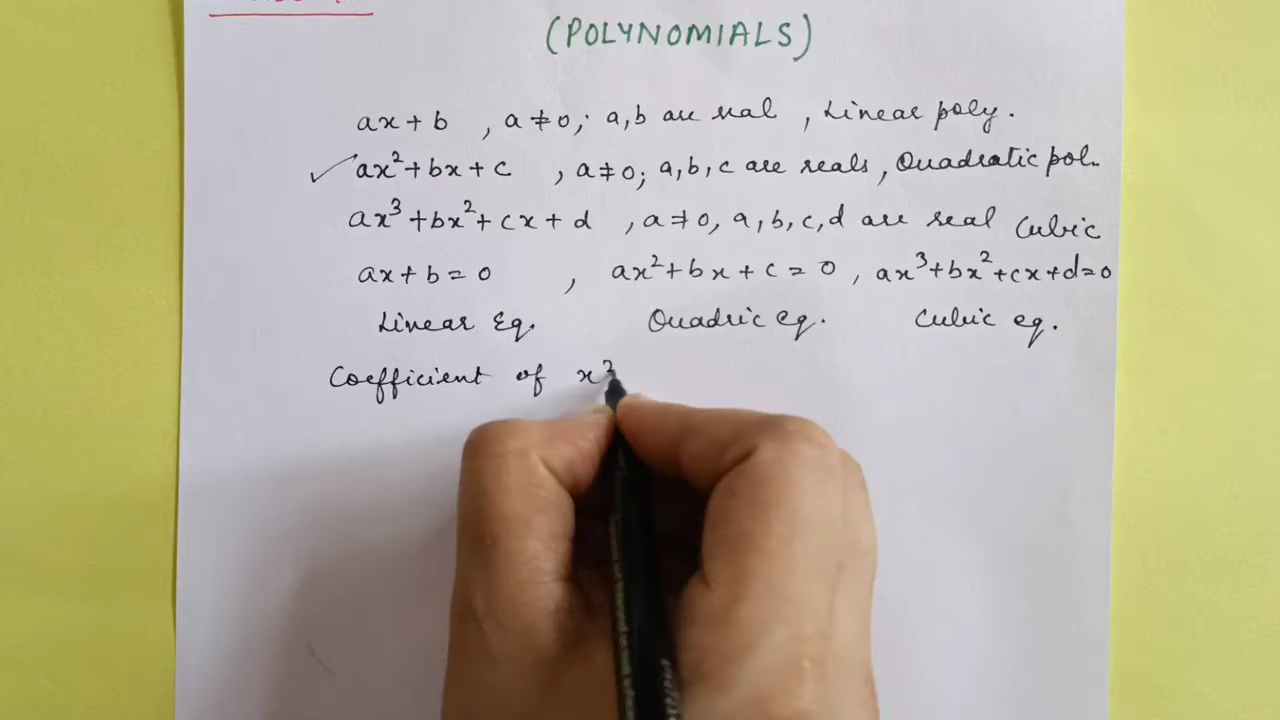 (POLYNOMIALS)
ax + b , a ≠ 0; a, b are real , Linear poly.
✓ ax² + bx + c , a ≠ 0; a, b, c are reals, Quadratic pol.
ax³ + bx² + cx + d , a ≠ 0, a, b, c, d are real Cubic
ax + b = 0 , ax² + bx + c = 0 , ax³ + bx² + cx + d = 0
Linear Eq. Quadric eq. Cubic eq.
Coefficient of x²